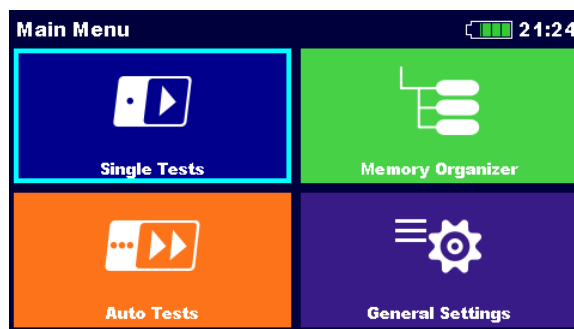 Main Menu 21:24
Single Tests Memory Organizer
Auto Tests General Settings